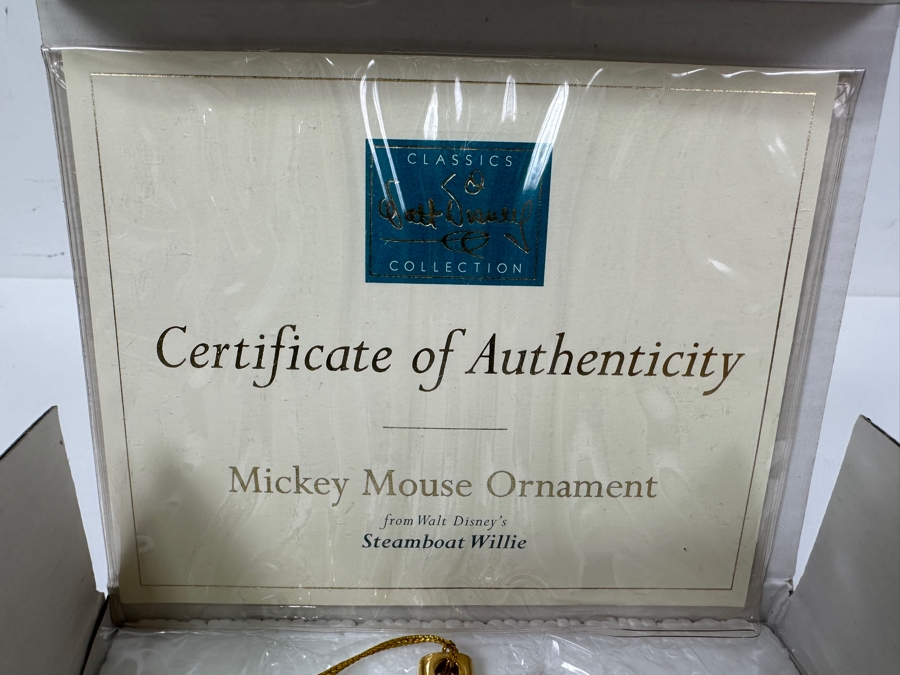 CLASSICS
Walt Disney
COLLECTION
Certificate of Authenticity
Mickey Mouse Ornament
from Walt Disney's
Steamboat Willie